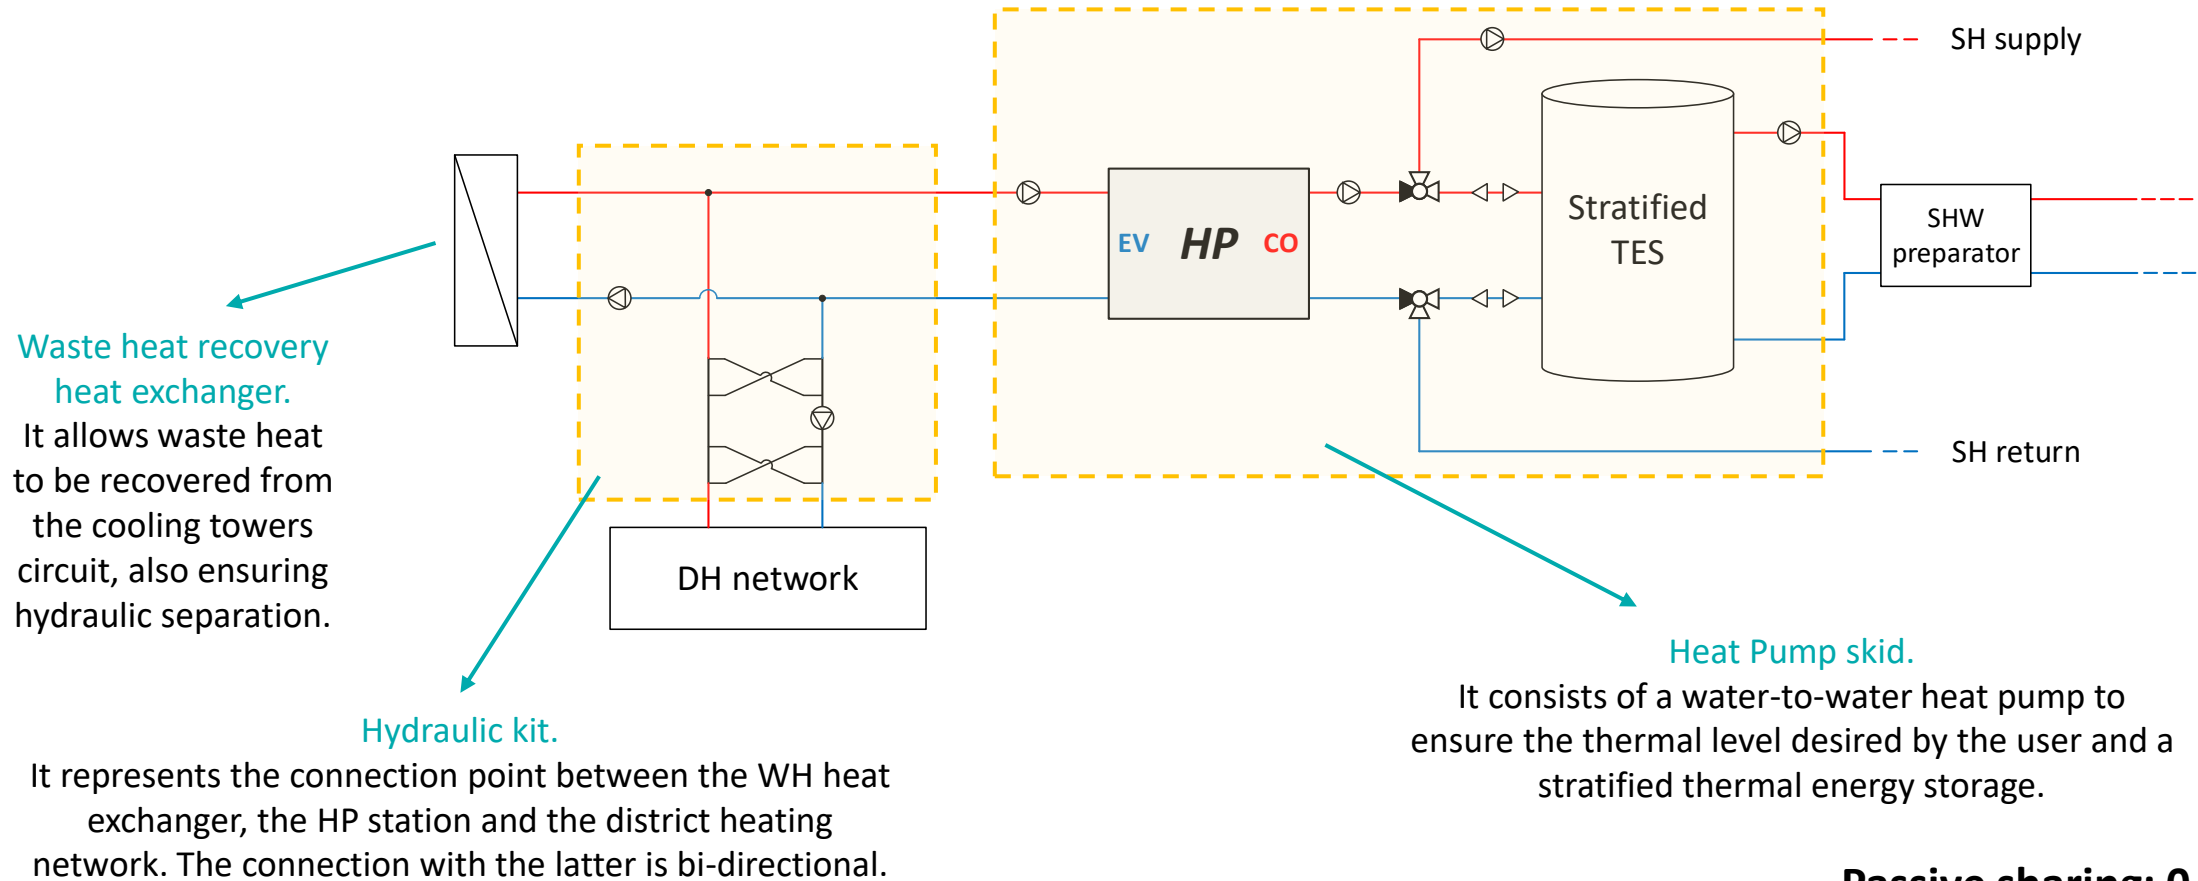 SH supply
Stratified
TES
EV HP CO
SHW
preparator
Waste heat recovery
heat exchanger.
It allows waste heat
to be recovered from
the cooling towers
circuit, also ensuring
hydraulic separation.
SH return
DH network
Hydraulic kit.
It represents the connection point between the WH heat
exchanger, the HP station and the district heating
network. The connection with the latter is bi-directional.
Heat Pump skid.
It consists of a water-to-water heat pump to
ensure the thermal level desired by the user and a
stratified thermal energy storage.
Passive sharing: 0